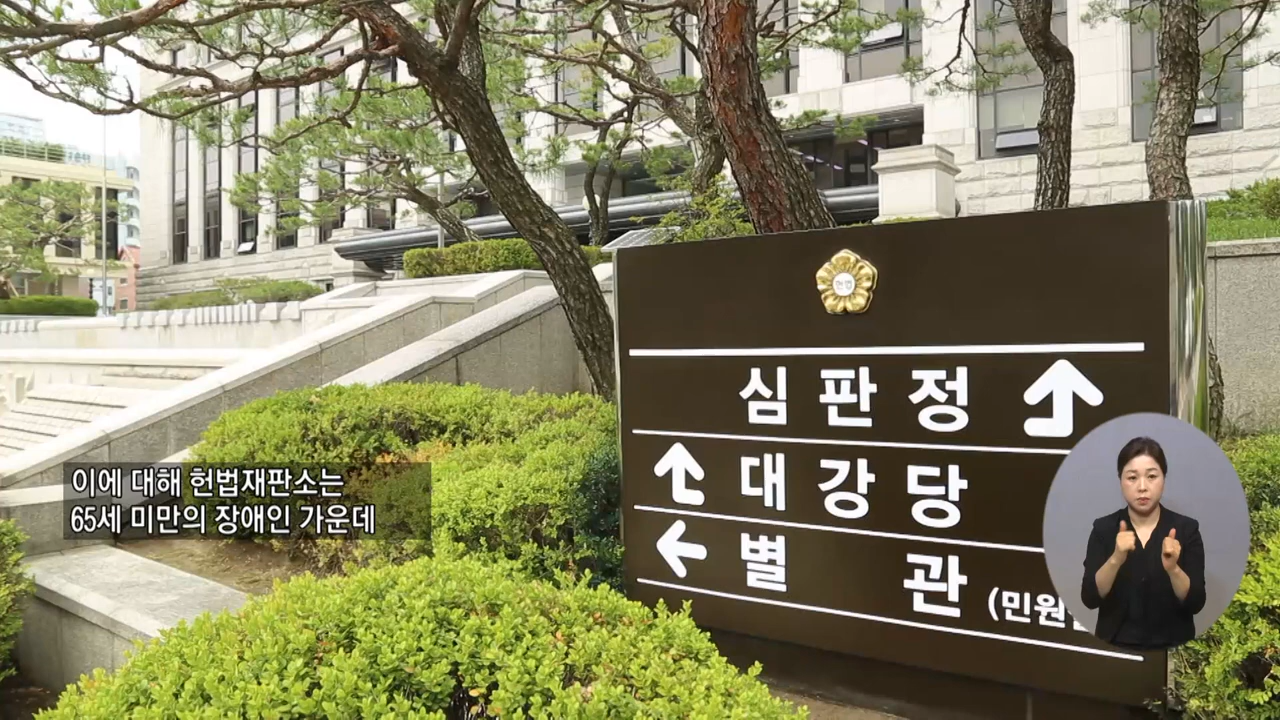 헌법
심판정
대강당
별 관 (민원
이에 대해 헌법재판소는
65세 미만의 장애인 가운데